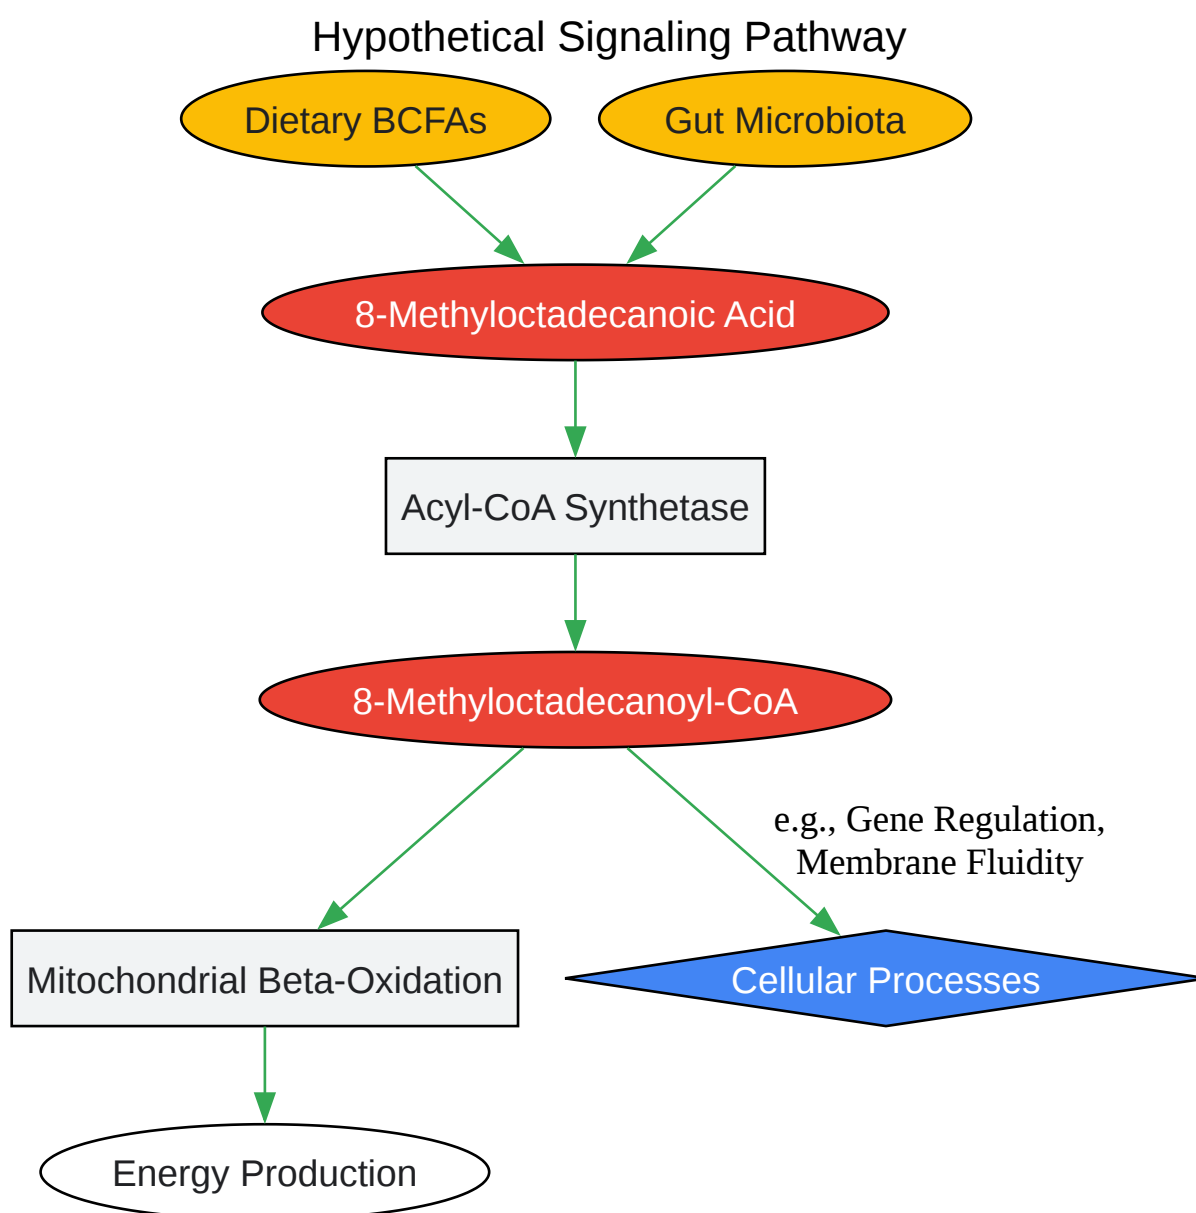 Hypothetical Signaling Pathway
Dietary BCFAs
Gut Microbiota
8-Methyloctadecanoic Acid
Acyl-CoA Synthetase
8-Methyloctadecanoyl-CoA
e.g., Gene Regulation,
Membrane Fluidity
Mitochondrial Beta-Oxidation
Cellular Processes
Energy Production